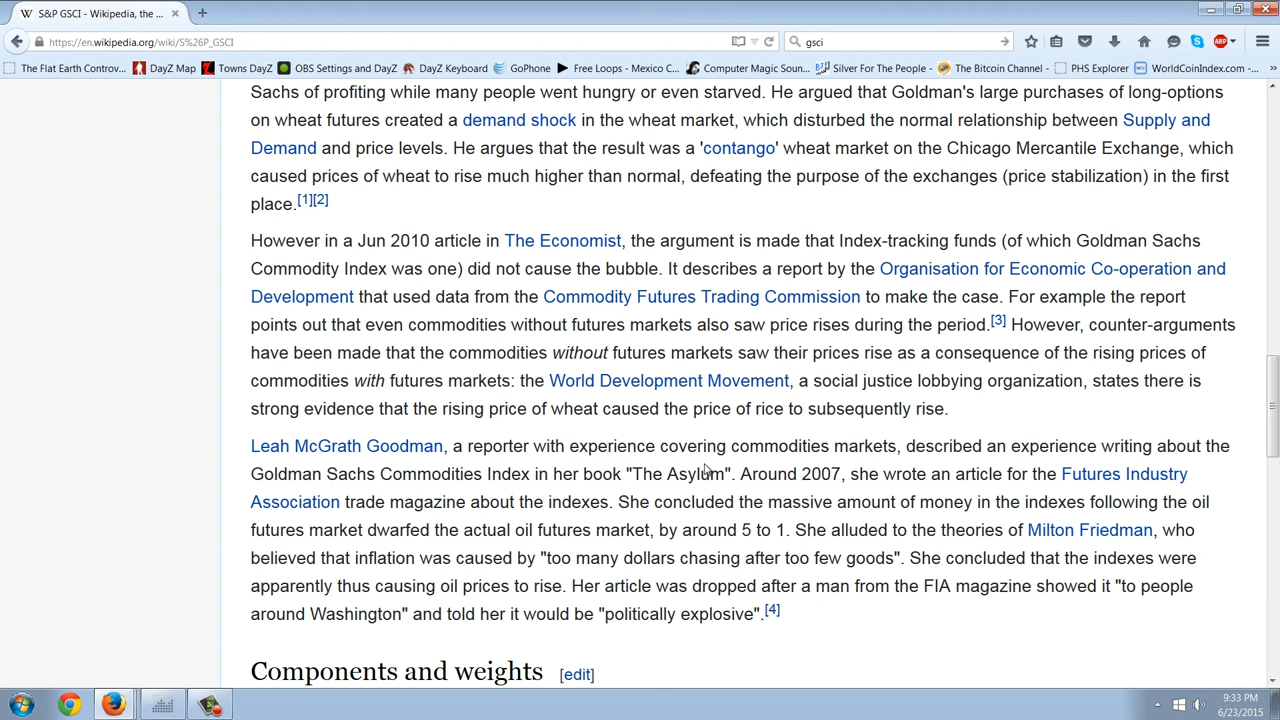 S&P GSCI - Wikipedia, the ...
https://en.wikipedia.org/wiki/S%26P_GSCI
gsci
ABP
The Flat Earth Controv...
DayZ Map
Towns DayZ
OBS Settings and DayZ
DayZ Keyboard
GoPhone
Free Loops - Mexico C...
Computer Magic Soun...
Silver For The People - ...
The Bitcoin Channel - ...
PHS Explorer
WorldCoinIndex.com -...
Sachs of profiting while many people went hungry or even starved. He argued that Goldman's large purchases of long-options
on wheat futures created a demand shock in the wheat market, which disturbed the normal relationship between Supply and
Demand and price levels. He argues that the result was a 'contango' wheat market on the Chicago Mercantile Exchange, which
caused prices of wheat to rise much higher than normal, defeating the purpose of the exchanges (price stabilization) in the first
place.[1][2]
However in a Jun 2010 article in The Economist, the argument is made that Index-tracking funds (of which Goldman Sachs
Commodity Index was one) did not cause the bubble. It describes a report by the Organisation for Economic Co-operation and
Development that used data from the Commodity Futures Trading Commission to make the case. For example the report
points out that even commodities without futures markets also saw price rises during the period.[3] However, counter-arguments
have been made that the commodities without futures markets saw their prices rise as a consequence of the rising prices of
commodities with futures markets: the World Development Movement, a social justice lobbying organization, states there is
strong evidence that the rising price of wheat caused the price of rice to subsequently rise.
Leah McGrath Goodman, a reporter with experience covering commodities markets, described an experience writing about the
Goldman Sachs Commodities Index in her book "The Asylum". Around 2007, she wrote an article for the Futures Industry
Association trade magazine about the indexes. She concluded the massive amount of money in the indexes following the oil
futures market dwarfed the actual oil futures market, by around 5 to 1. She alluded to the theories of Milton Friedman, who
believed that inflation was caused by "too many dollars chasing after too few goods". She concluded that the indexes were
apparently thus causing oil prices to rise. Her article was dropped after a man from the FIA magazine showed it "to people
around Washington" and told her it would be "politically explosive".[4]
Components and weights [edit]
9:33 PM
6/23/2015